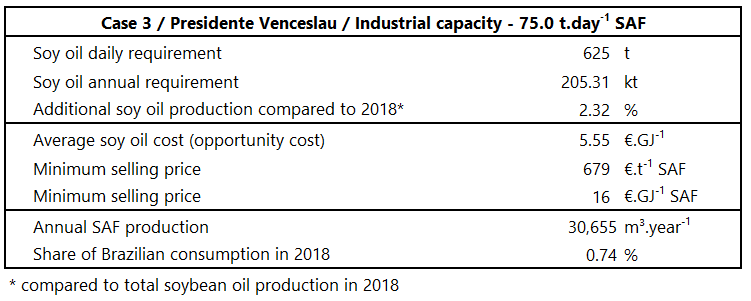 Case 3 / Presidente Venceslau / Industrial capacity - 75.0 t.day⁻¹ SAF
Soy oil daily requirement 625 t
Soy oil annual requirement 205.31 kt
Additional soy oil production compared to 2018* 2.32 %
Average soy oil cost (opportunity cost) 5.55 €.GJ⁻¹
Minimum selling price 679 €.t⁻¹ SAF
Minimum selling price 16 €.GJ⁻¹ SAF
Annual SAF production 30,655 m³.year⁻¹
Share of Brazilian consumption in 2018 0.74 %
* compared to total soybean oil production in 2018